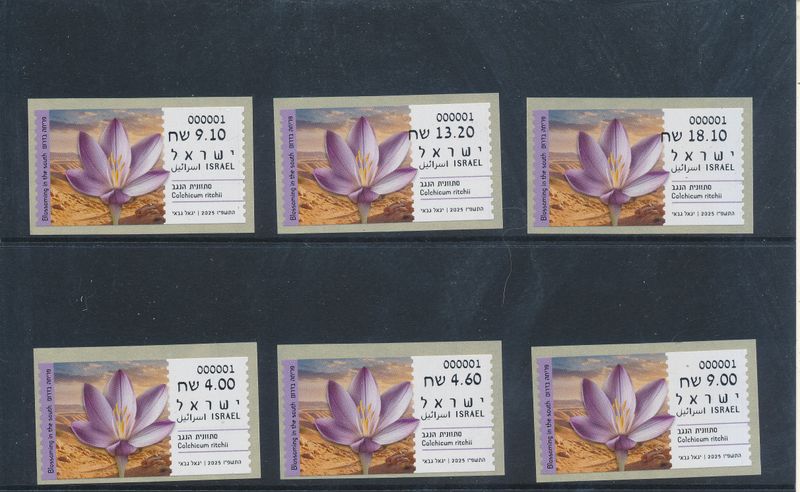 Blossoming in the south פריחה בדרום
000001
9.10 שח
ישראל
ISRAEL اسرائيل
סתוונית הנגב
Colchicum ritchii
התשפ"ו | 2025 יגאל גבאי
Blossoming in the south פריחה בדרום
000001
13.20 שח
ישראל
ISRAEL اسرائيل
סתוונית הנגב
Colchicum ritchii
התשפ"ו | 2025 יגאל גבאי
Blossoming in the south פריחה בדרום
000001
18.10 שח
ישראל
ISRAEL اسرائيل
סתוונית הנגב
Colchicum ritchii
התשפ"ו | 2025 יגאל גבאי
Blossoming in the south פריחה בדרום
000001
4.00 שח
ישראל
ISRAEL اسرائيل
סתוונית הנגב
Colchicum ritchii
התשפ"ו | 2025 יגאל גבאי
Blossoming in the south פריחה בדרום
000001
4.60 שח
ישראל
ISRAEL اسرائيل
סתוונית הנגב
Colchicum ritchii
התשפ"ו | 2025 יגאל גבאי
Blossoming in the south פריחה בדרום
000001
9.00 שח
ישראל
ISRAEL اسرائيل
סתוונית הנגב
Colchicum ritchii
התשפ"ו | 2025 יגאל גבאי